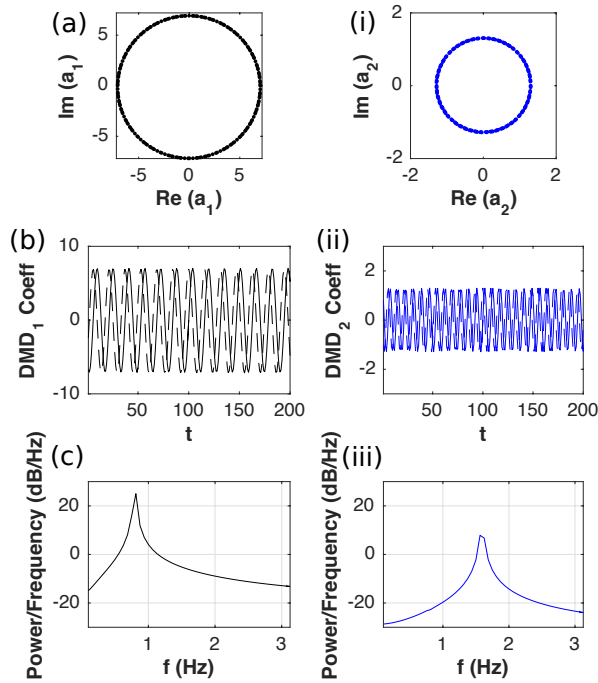 (a)
Im (a1)
5
0
-5
-5
0
5
Re (a1)
(i)
Im (a2)
2
0
-2
-2
0
2
Re (a2)
(b)
DMD1 Coeff
10
0
-10
50
100
150
200
t
(ii)
DMD2 Coeff
2
0
-2
50
100
150
200
t
(c)
Power/Frequency (dB/Hz)
20
0
-20
1
2
3
f (Hz)
(iii)
Power/Frequency (dB/Hz)
20
0
-20
1
2
3
f (Hz)